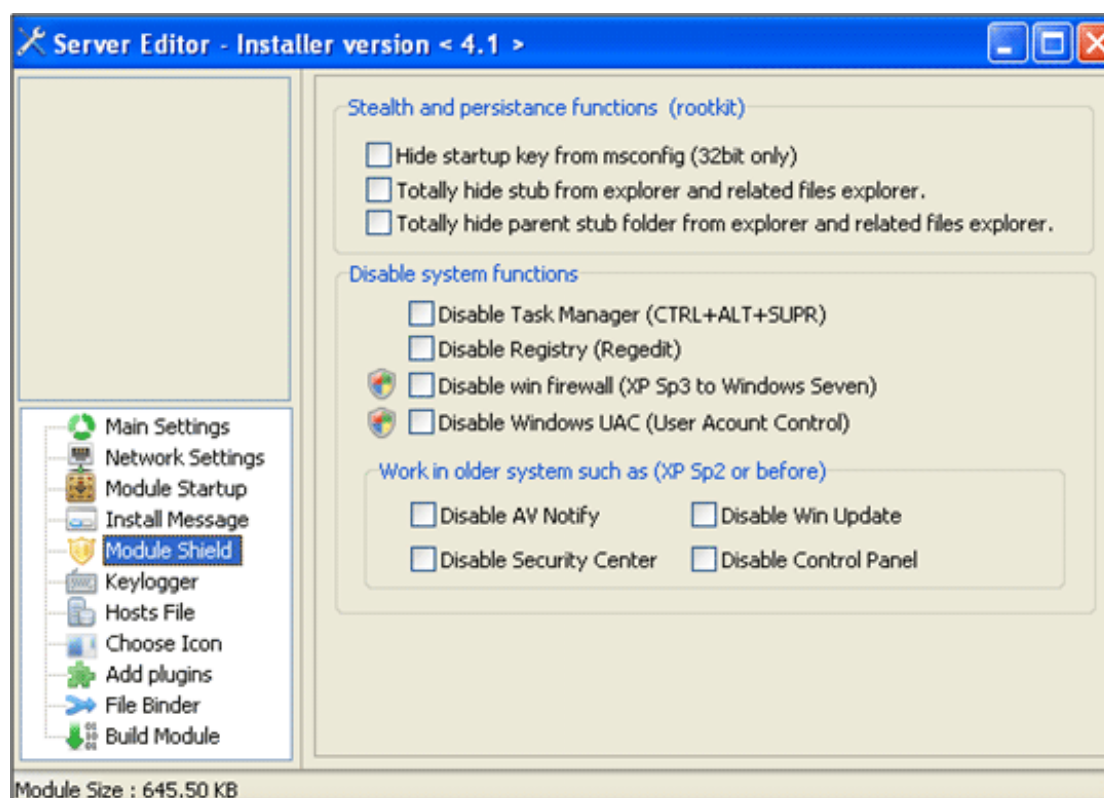 Server Editor - Installer version < 4.1 >
Stealth and persistance functions (rootkit)
Hide startup key from msconfig (32bit only)
Totally hide stub from explorer and related files explorer.
Totally hide parent stub folder from explorer and related files explorer.
Disable system functions
Disable Task Manager (CTRL+ALT+SUPR)
Disable Registry (Regedit)
Disable win firewall (XP Sp3 to Windows Seven)
Disable Windows UAC (User Acount Control)
Work in older system such as (XP Sp2 or before)
Disable AV Notify
Disable Win Update
Disable Security Center
Disable Control Panel
Main Settings
Network Settings
Module Startup
Install Message
Module Shield
Keylogger
Hosts File
Choose Icon
Add plugins
File Binder
Build Module
Module Size : 645.50 KB